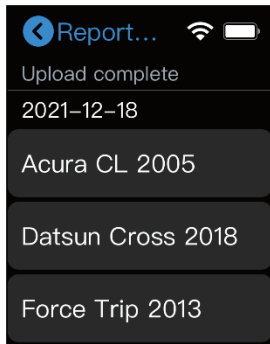 Report...
Upload complete
2021-12-18
Acura CL 2005
Datsun Cross 2018
Force Trip 2013